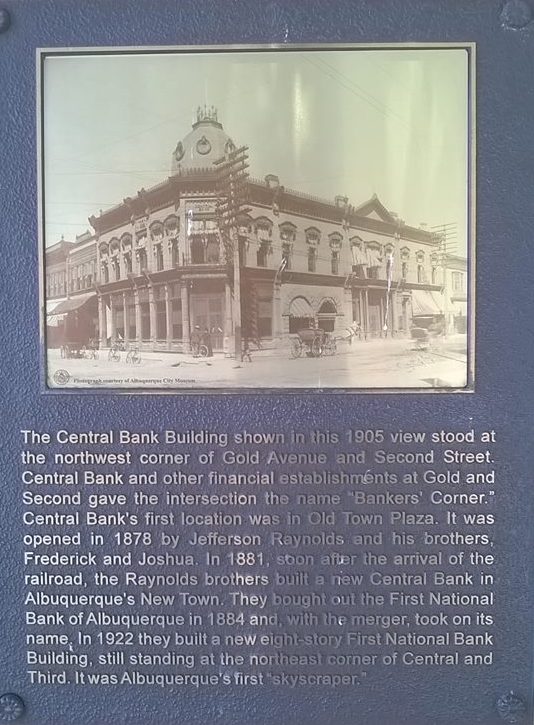 Photograph courtesy of Albuquerque City Museum
The Central Bank Building shown in this 1905 view stood at
the northwest corner of Gold Avenue and Second Street.
Central Bank and other financial establishments at Gold and
Second gave the intersection the name "Bankers' Corner."
Central Bank's first location was in Old Town Plaza. It was
opened in 1878 by Jefferson Raynolds and his brothers,
Frederick and Joshua. In 1881, soon after the arrival of the
railroad, the Raynolds brothers built a new Central Bank in
Albuquerque's New Town. They bought out the First National
Bank of Albuquerque in 1884 and, with the merger, took on its
name. In 1922 they built a new eight-story First National Bank
Building, still standing at the northeast corner of Central and
Third. It was Albuquerque's first "skyscraper."